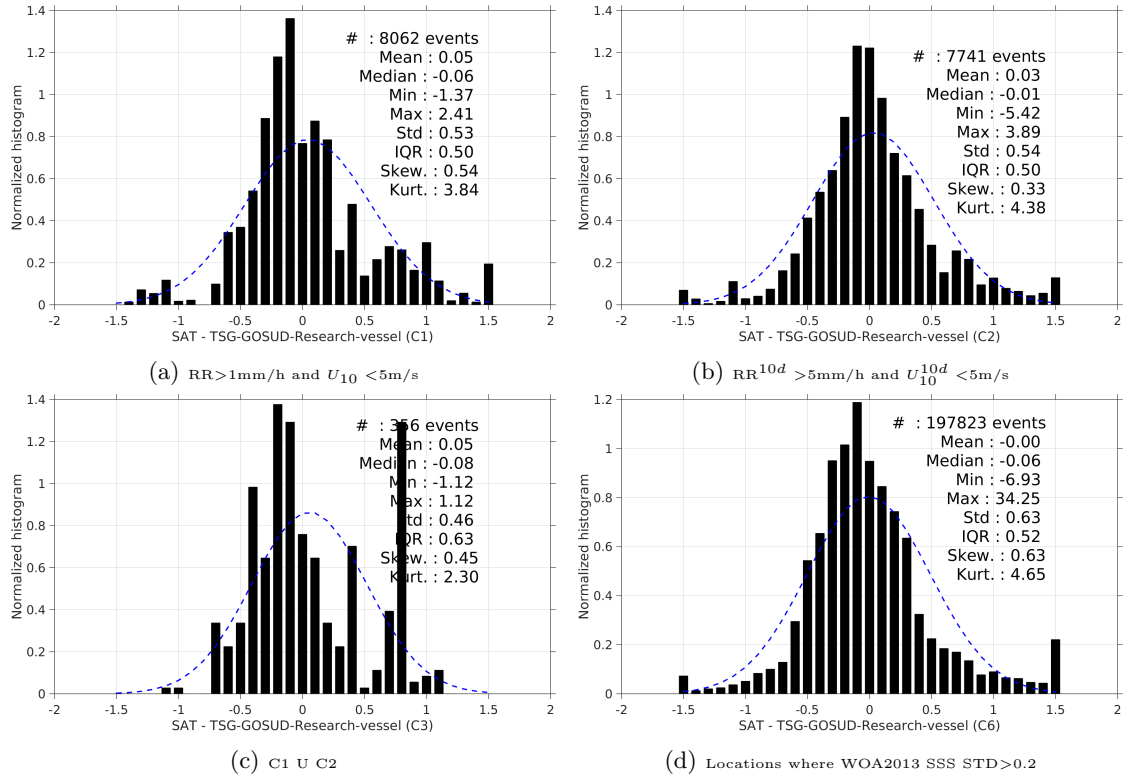 1.4
1.2
1
0.8
0.6
0.4
0.2
0
Normalized histogram
# : 8062 events
Mean : 0.05
Median : -0.06
Min : -1.37
Max : 2.41
Std : 0.53
IQR : 0.50
Skew. : 0.54
Kurt. : 3.84
-2 -1.5 -1 -0.5 0 0.5 1 1.5 2
SAT - TSG-GOSUD-Research-vessel (C1)
(a) RR>1mm/h and U10 <5m/s
1.4
1.2
1
0.8
0.6
0.4
0.2
0
Normalized histogram
# : 7741 events
Mean : 0.03
Median : -0.01
Min : -5.42
Max : 3.89
Std : 0.54
IQR : 0.50
Skew. : 0.33
Kurt. : 4.38
-2 -1.5 -1 -0.5 0 0.5 1 1.5 2
SAT - TSG-GOSUD-Research-vessel (C2)
(b) RR10d >5mm/h and U10d10 <5m/s
1.4
1.2
1
0.8
0.6
0.4
0.2
0
Normalized histogram
# : 356 events
Mean : 0.05
Median : -0.08
Min : -1.12
Max : 1.12
Std : 0.46
IQR : 0.63
Skew. : 0.45
Kurt. : 2.30
-2 -1.5 -1 -0.5 0 0.5 1 1.5 2
SAT - TSG-GOSUD-Research-vessel (C3)
(c) C1 U C2
1.2
1
0.8
0.6
0.4
0.2
0
Normalized histogram
# : 197823 events
Mean : -0.00
Median : -0.06
Min : -6.93
Max : 34.25
Std : 0.63
IQR : 0.52
Skew. : 0.63
Kurt. : 4.65
-2 -1.5 -1 -0.5 0 0.5 1 1.5 2
SAT - TSG-GOSUD-Research-vessel (C6)
(d) Locations where WOA2013 SSS STD>0.2